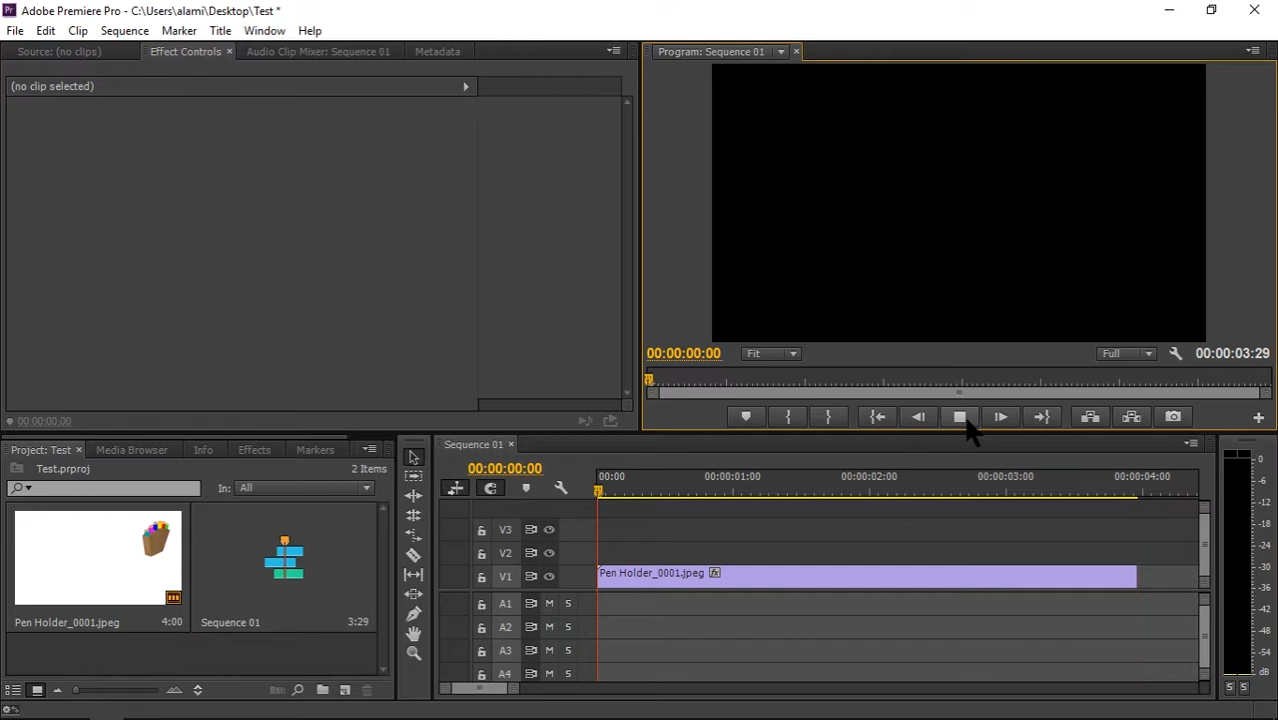 Pr Adobe Premiere Pro - C:\Users\alami\Desktop\Test *
File Edit Clip Sequence Marker Title Window Help
Source: (no clips) Effect Controls Audio Clip Mixer: Sequence 01 Metadata
(no clip selected)
00:00:00:00
Program: Sequence 01
00:00:00:00 Fit Full 00:00:03:29
Project: Test Media Browser Info Effects Markers
Test.prproj 2 Items
In: All
Pen Holder_0001.jpeg 4:00
Sequence 01 3:29
Sequence 01
00:00:00:00
00:00 00:00:01:00 00:00:02:00 00:00:03:00 00:00:04:00
V3
V2
V1 Pen Holder_0001.jpeg fx
A1 M S
A2 M S
A3 M S
A4 M S
0
-6
-12
-18
-24
-30
-36
-42
-48
-54
dB
S S